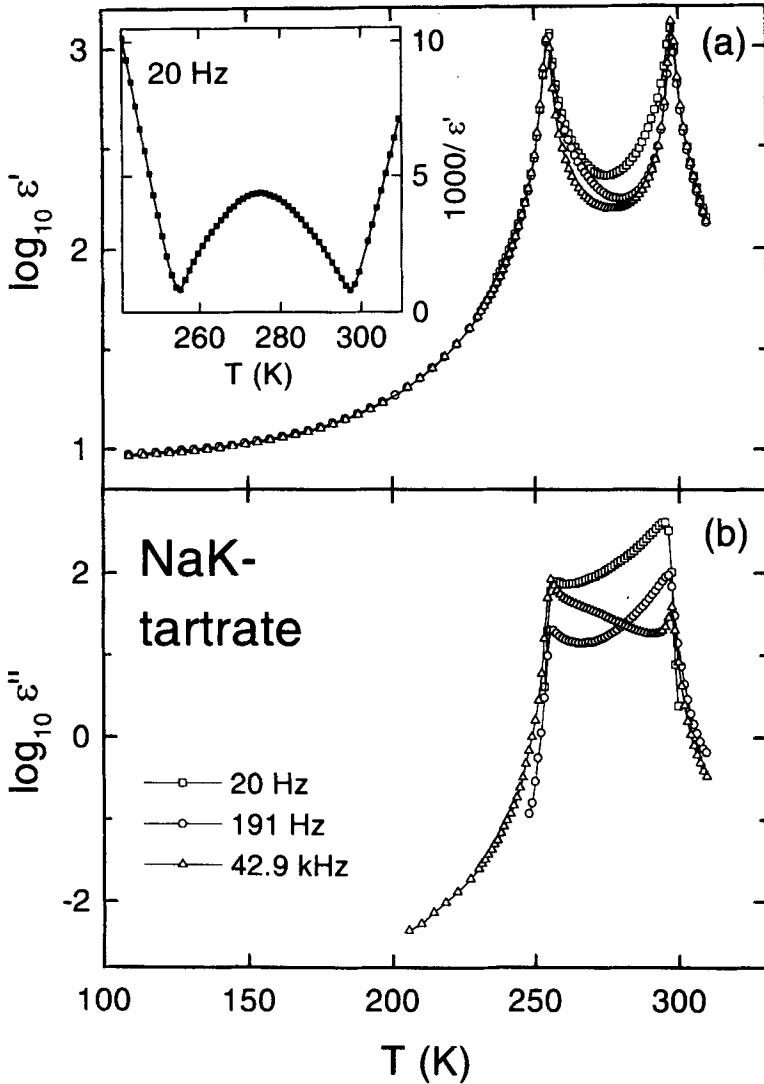 (a)
20 Hz
10
5
0
1000/ ε'
260
280
300
T (K)
3
2
1
log₁₀ ε'
(b)
NaK-
tartrate
20 Hz
191 Hz
42.9 kHz
2
0
-2
log₁₀ ε"
100
150
200
250
300
T (K)